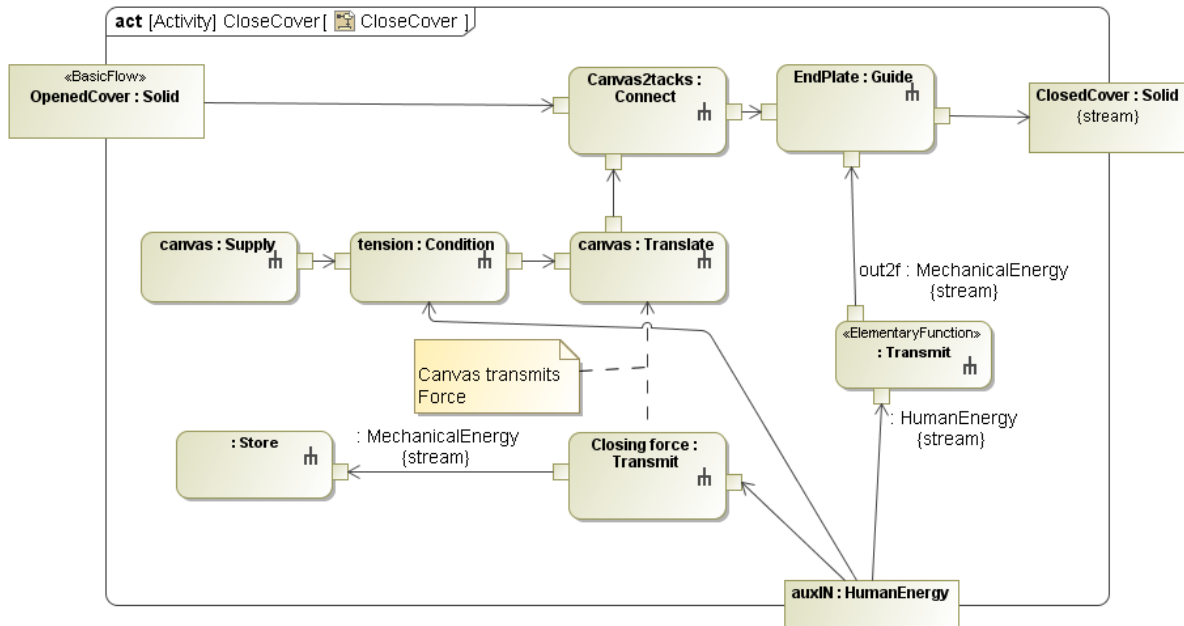 act [Activity] CloseCover[ CloseCover ]
«BasicFlow»
OpenedCover : Solid
Canvas2tacks :
Connect
EndPlate : Guide
ClosedCover : Solid
{stream}
canvas : Supply
tension : Condition
canvas : Translate
out2f : MechanicalEnergy
{stream}
«ElementaryFunction»
: Transmit
Canvas transmits
Force
: HumanEnergy
{stream}
: Store
: MechanicalEnergy
{stream}
Closing force :
Transmit
auxIN : HumanEnergy